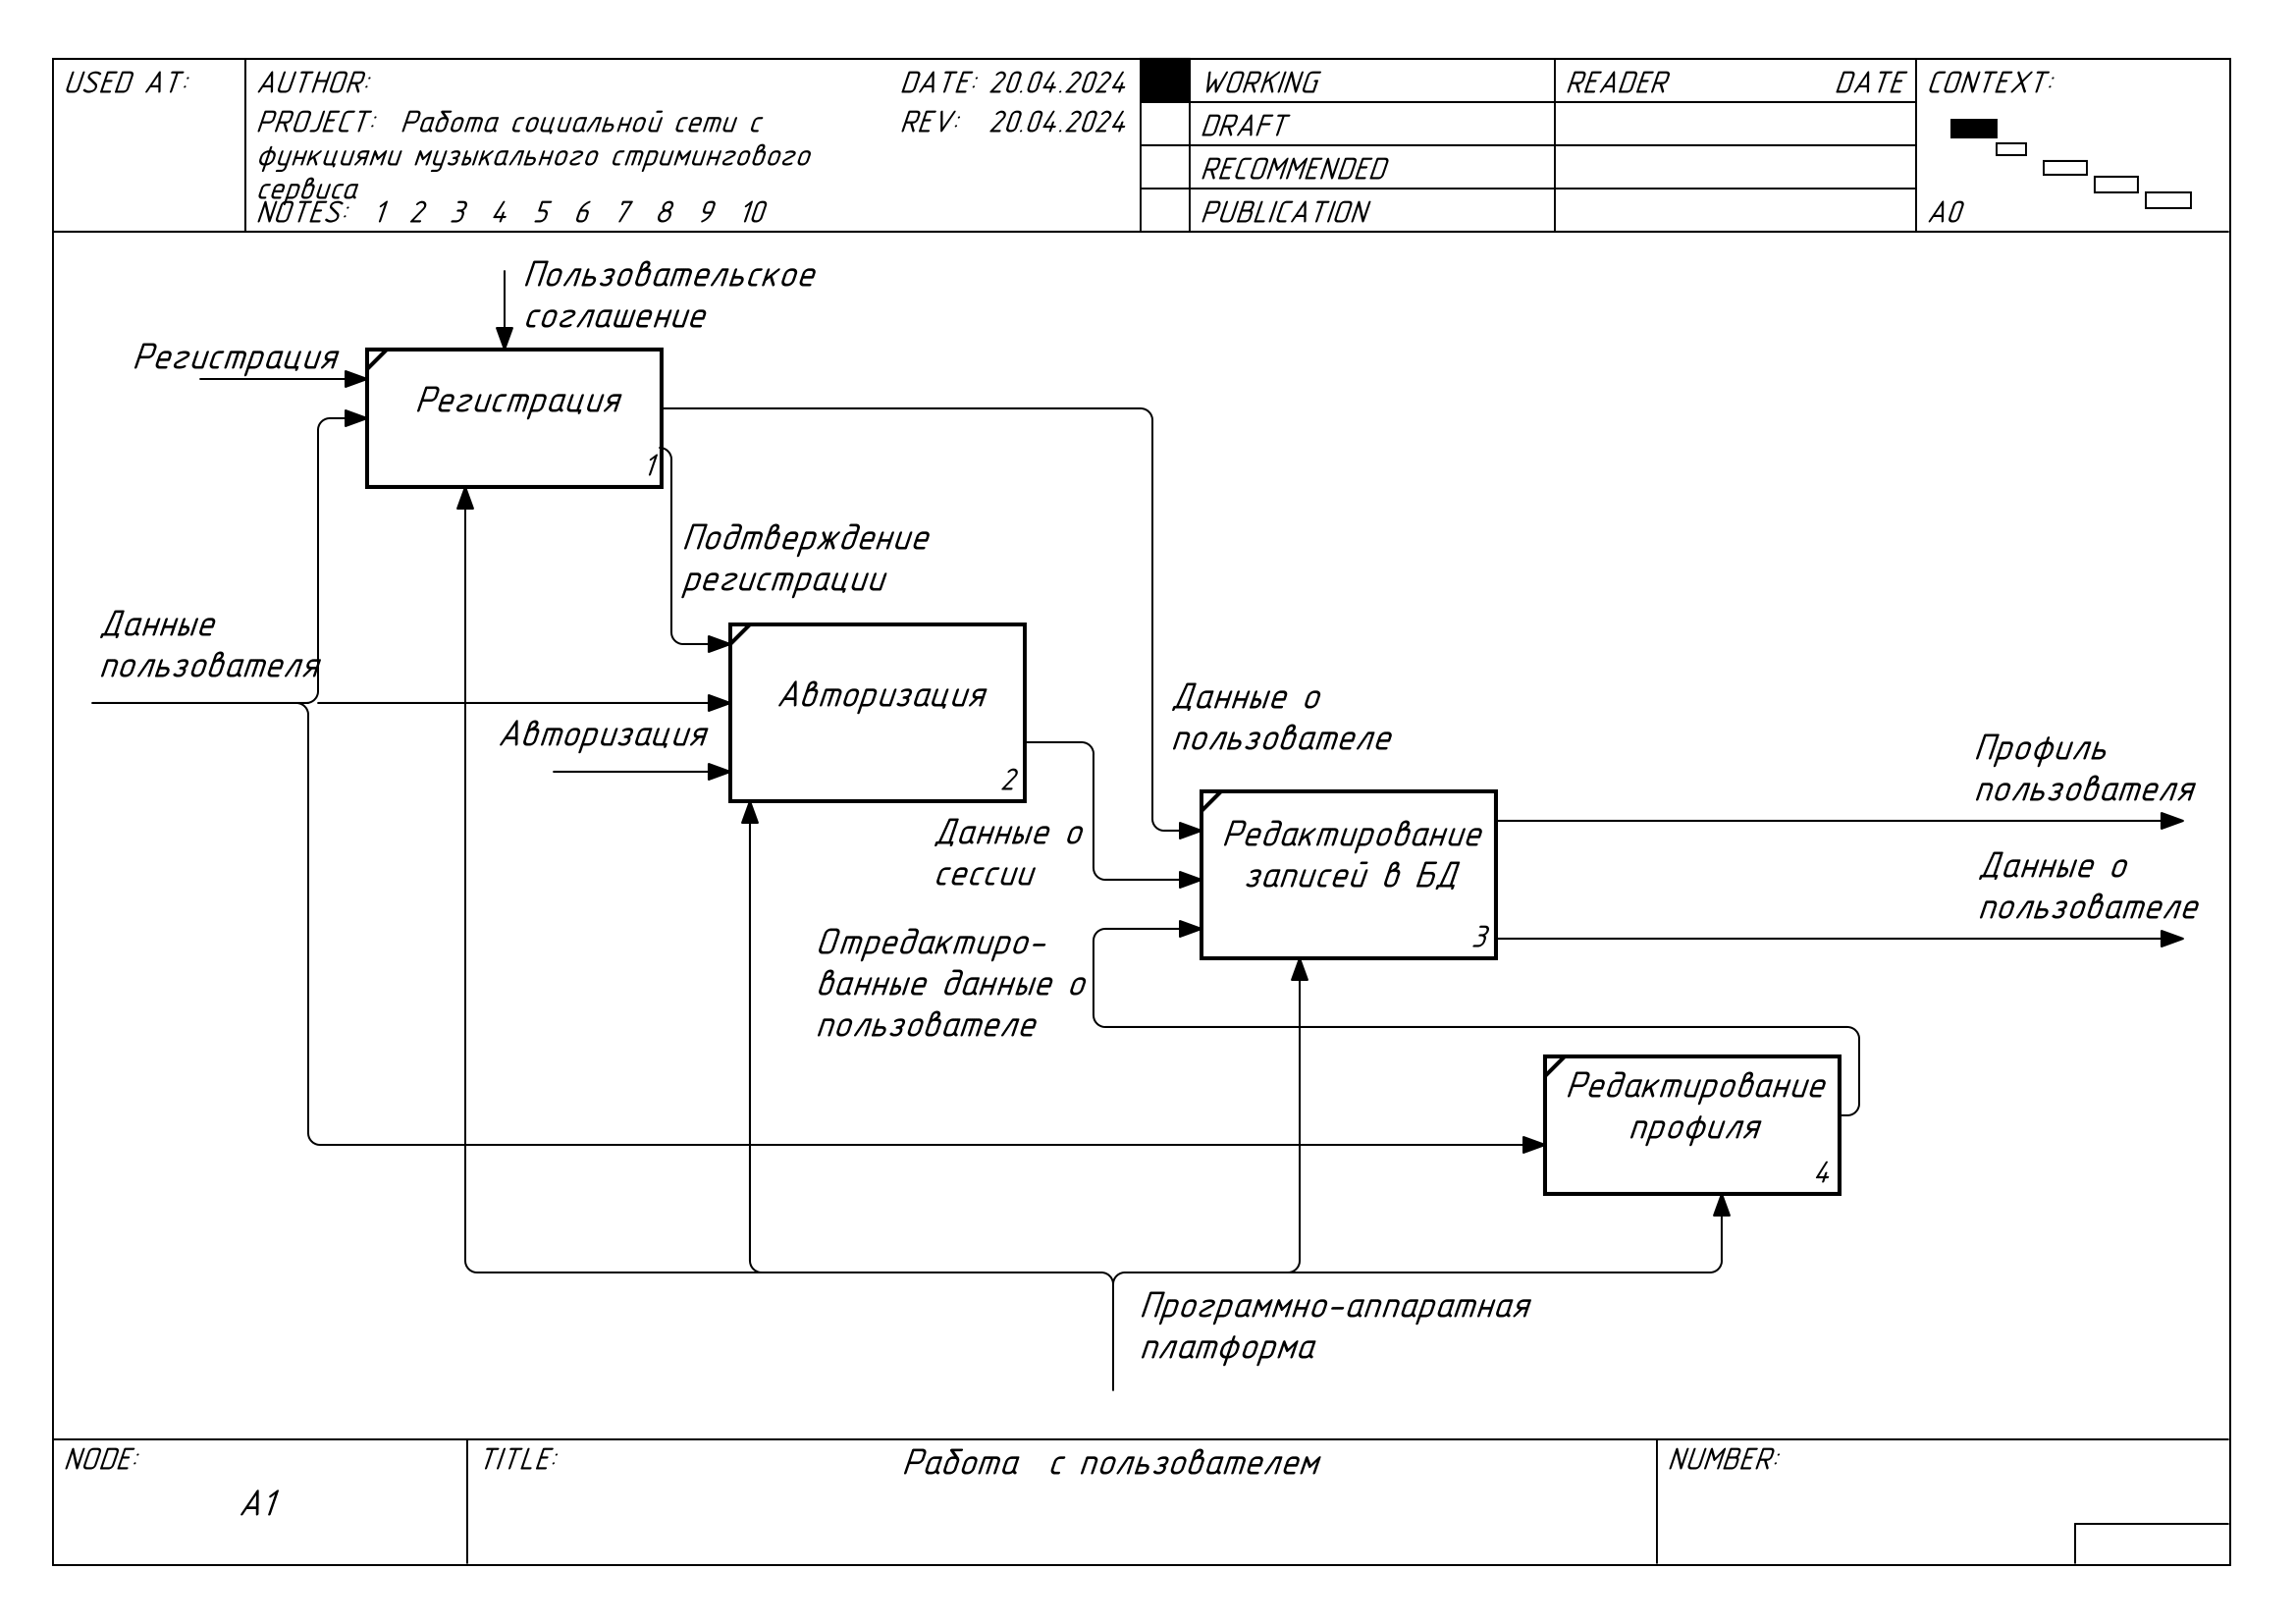 USED AT:
AUTHOR:
DATE: 20.04.2024
PROJECT: Работа социальной сети с
REV: 20.04.2024
функциями музыкального стримингового
сервиса
NOTES: 1 2 3 4 5 6 7 8 9 10
WORKING
DRAFT
RECOMMENDED
PUBLICATION
READER DATE
CONTEXT:
A0
Пользовательское
соглашение
Регистрация
Регистрация
1
Подтверждение
регистрации
Данные
пользователя
Авторизация
2
Авторизация
Данные о
пользователе
Профиль
пользователя
Данные о
сессии
Редактирование
записей в БД
3
Данные о
пользователе
Отредактиро-
ванные данные о
пользователе
Редактирование
профиля
4
Программно-аппаратная
платформа
NODE:
A1
TITLE:
Работа с пользователем
NUMBER: